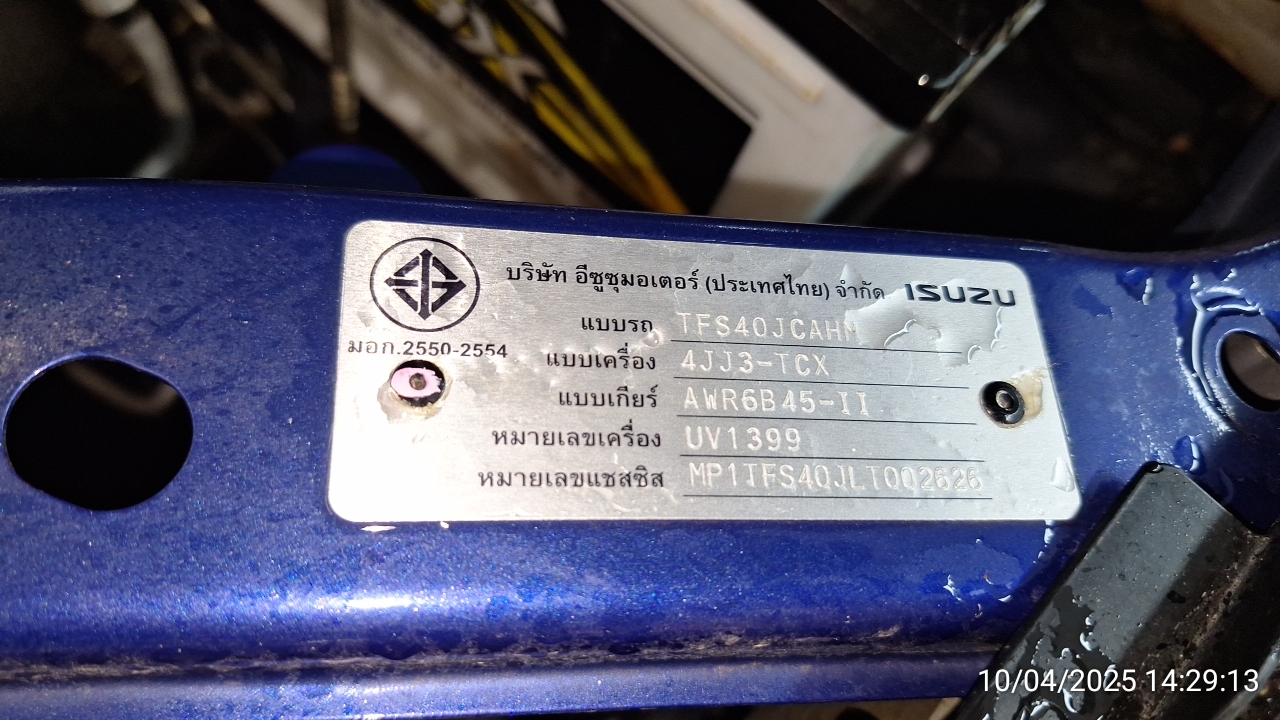 บริษัท อีซูซุมอเตอร์ (ประเทศไทย) จำกัด ISUZU
มอก.2550-2554
แบบรถ TFS40JCAHM
แบบเครื่อง 4JJ3-TCX
แบบเกียร์ AWR6B45-II
หมายเลขเครื่อง UV1399
หมายเลขแชสซิส MP1TFS40JLT002626
10/04/2025 14:29:13